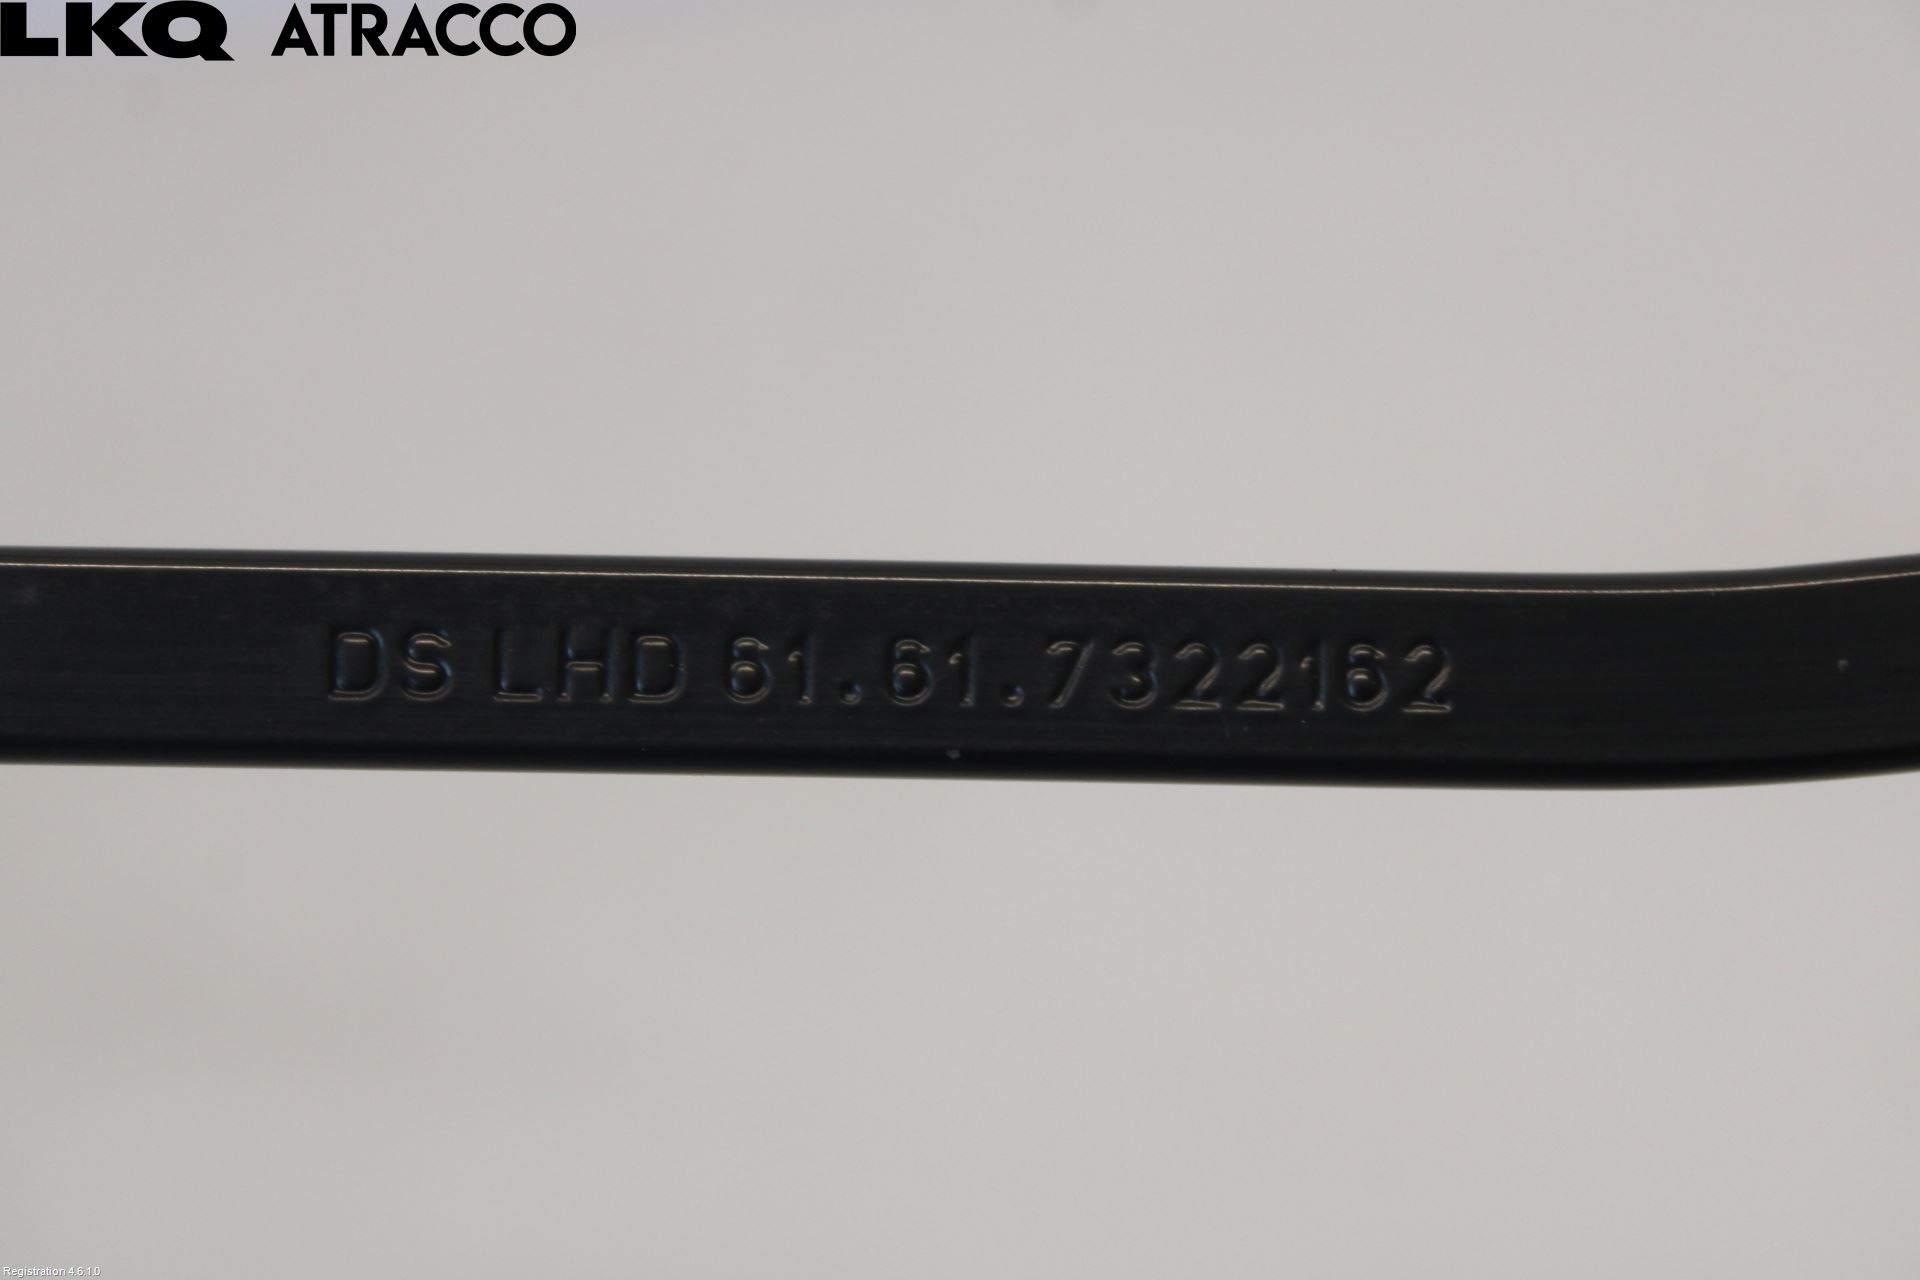 LKQ ATRACCO
DS LHD 61.61.7322162
Registration 4.6.1.0